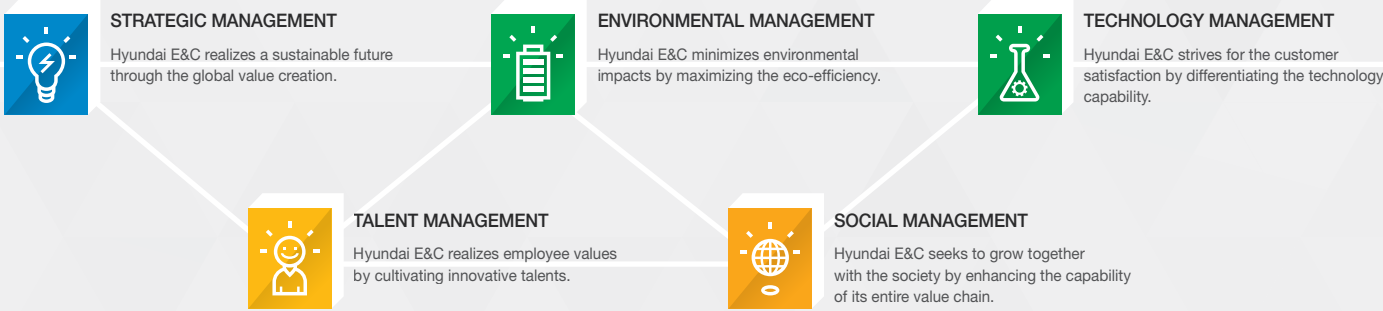 STRATEGIC MANAGEMENT
Hyundai E&C realizes a sustainable future
through the global value creation.
ENVIRONMENTAL MANAGEMENT
Hyundai E&C minimizes environmental
impacts by maximizing the eco-efficiency.
TECHNOLOGY MANAGEMENT
Hyundai E&C strives for the customer
satisfaction by differentiating the technology
capability.
TALENT MANAGEMENT
Hyundai E&C realizes employee values
by cultivating innovative talents.
SOCIAL MANAGEMENT
Hyundai E&C seeks to grow together
with the society by enhancing the capability
of its entire value chain.